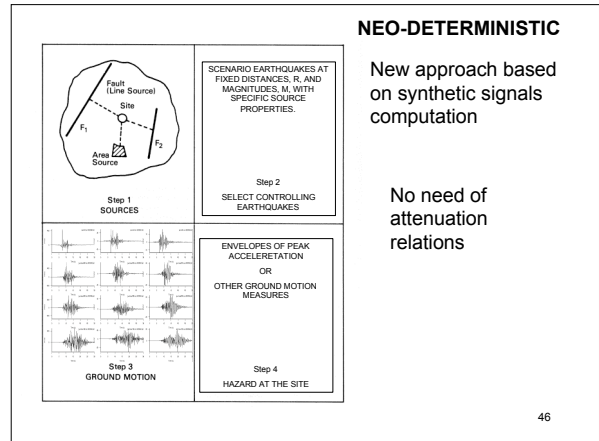 NEO-DETERMINISTIC
Fault
(Line Source)
Site
F1
F2
Area
Source
Step 1
SOURCES
SCENARIO EARTHQUAKES AT
FIXED DISTANCES, R, AND
MAGNITUDES, M, WITH
SPECIFIC SOURCE
PROPERTIES.
Step 2
SELECT CONTROLLING
EARTHQUAKES
Step 3
GROUND MOTION
ENVELOPES OF PEAK
ACCELERETATION
OR
OTHER GROUND MOTION
MEASURES
Step 4
HAZARD AT THE SITE
New approach based
on synthetic signals
computation
No need of
attenuation
relations
46